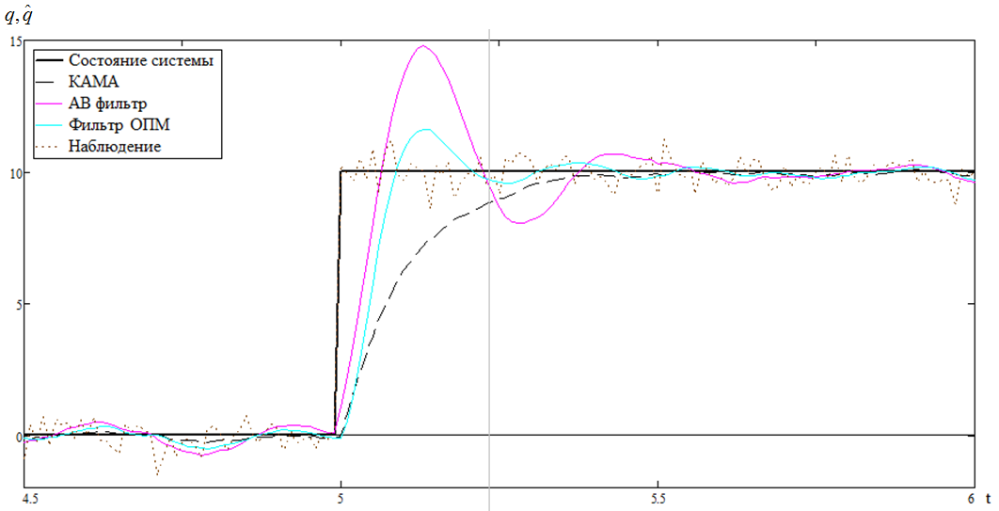 q, q̂
15
Состояние системы
КАМА
АВ фильтр
Фильтр ОПМ
Наблюдение
10
5
0
4.5 5 5.5 6 t